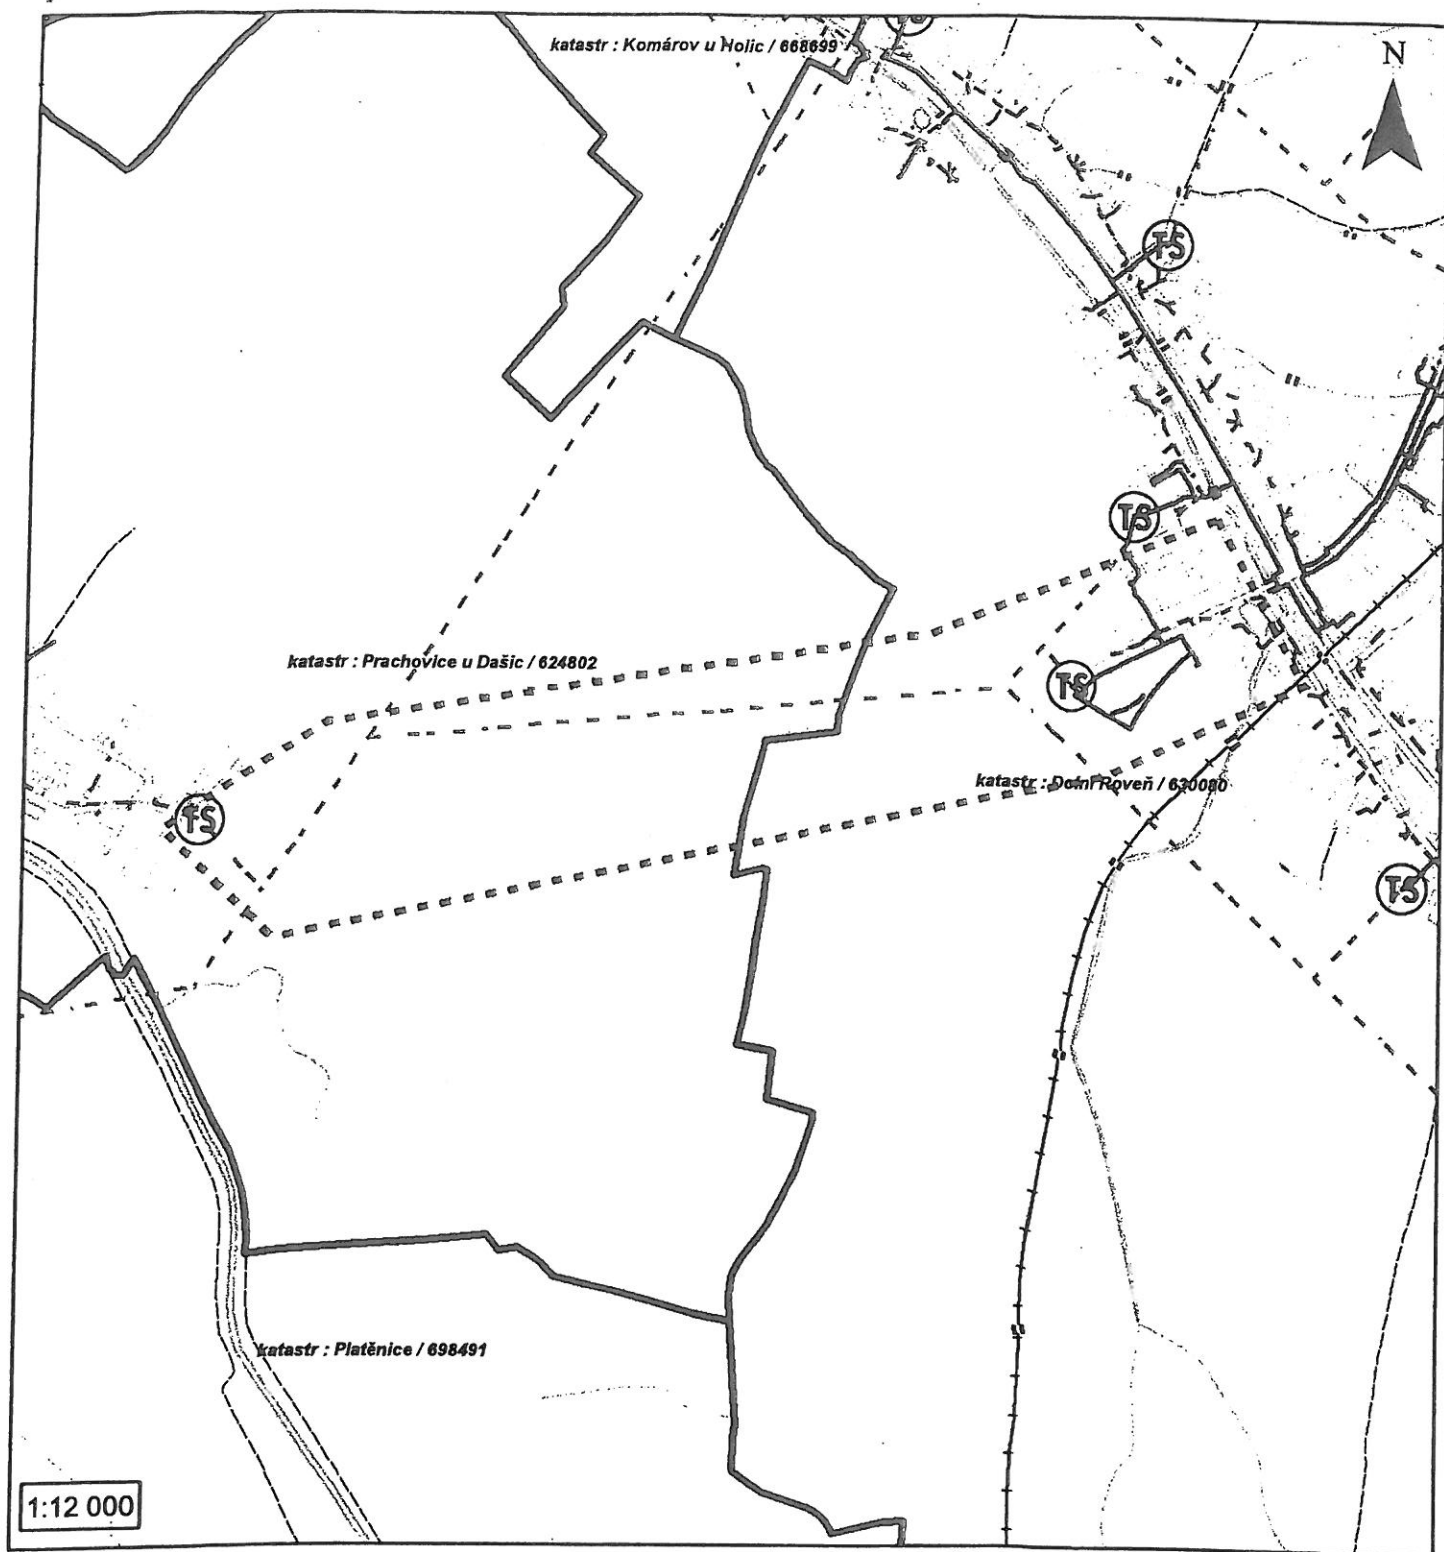 katastr : Komárov u Holic / 668699
N
TS
TS
katastr : Prachovice u Dašic / 624802
TS
katastr : Dolní Roveň / 630080
TS
TS
katastr : Platěnice / 698491
1:12 000